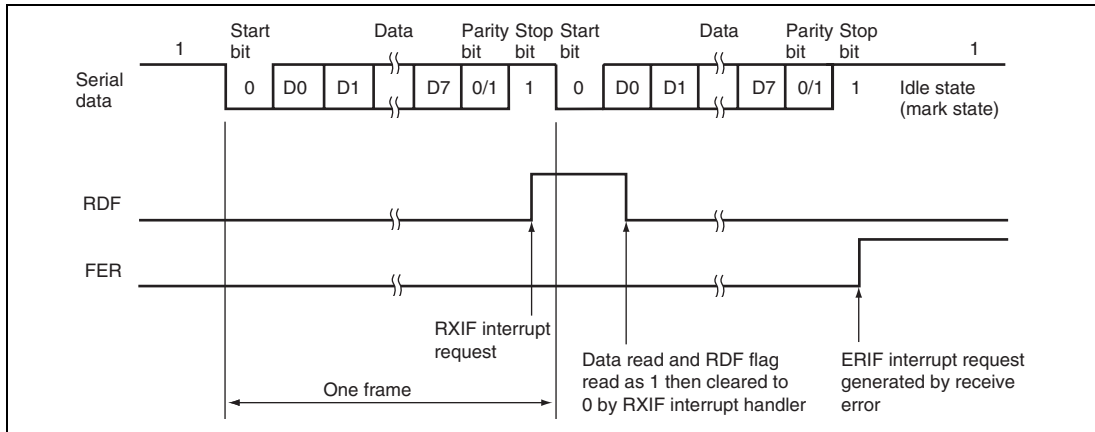 Start bit Data Parity bit Stop bit Start bit Data Parity bit Stop bit
1 1
Serial data 0 D0 D1 D7 0/1 1 0 D0 D1 D7 0/1 1 Idle state (mark state)
RDF
FER
RXIF interrupt
request
Data read and RDF flag
read as 1 then cleared to
0 by RXIF interrupt handler
ERIF interrupt request
generated by receive
error
One frame